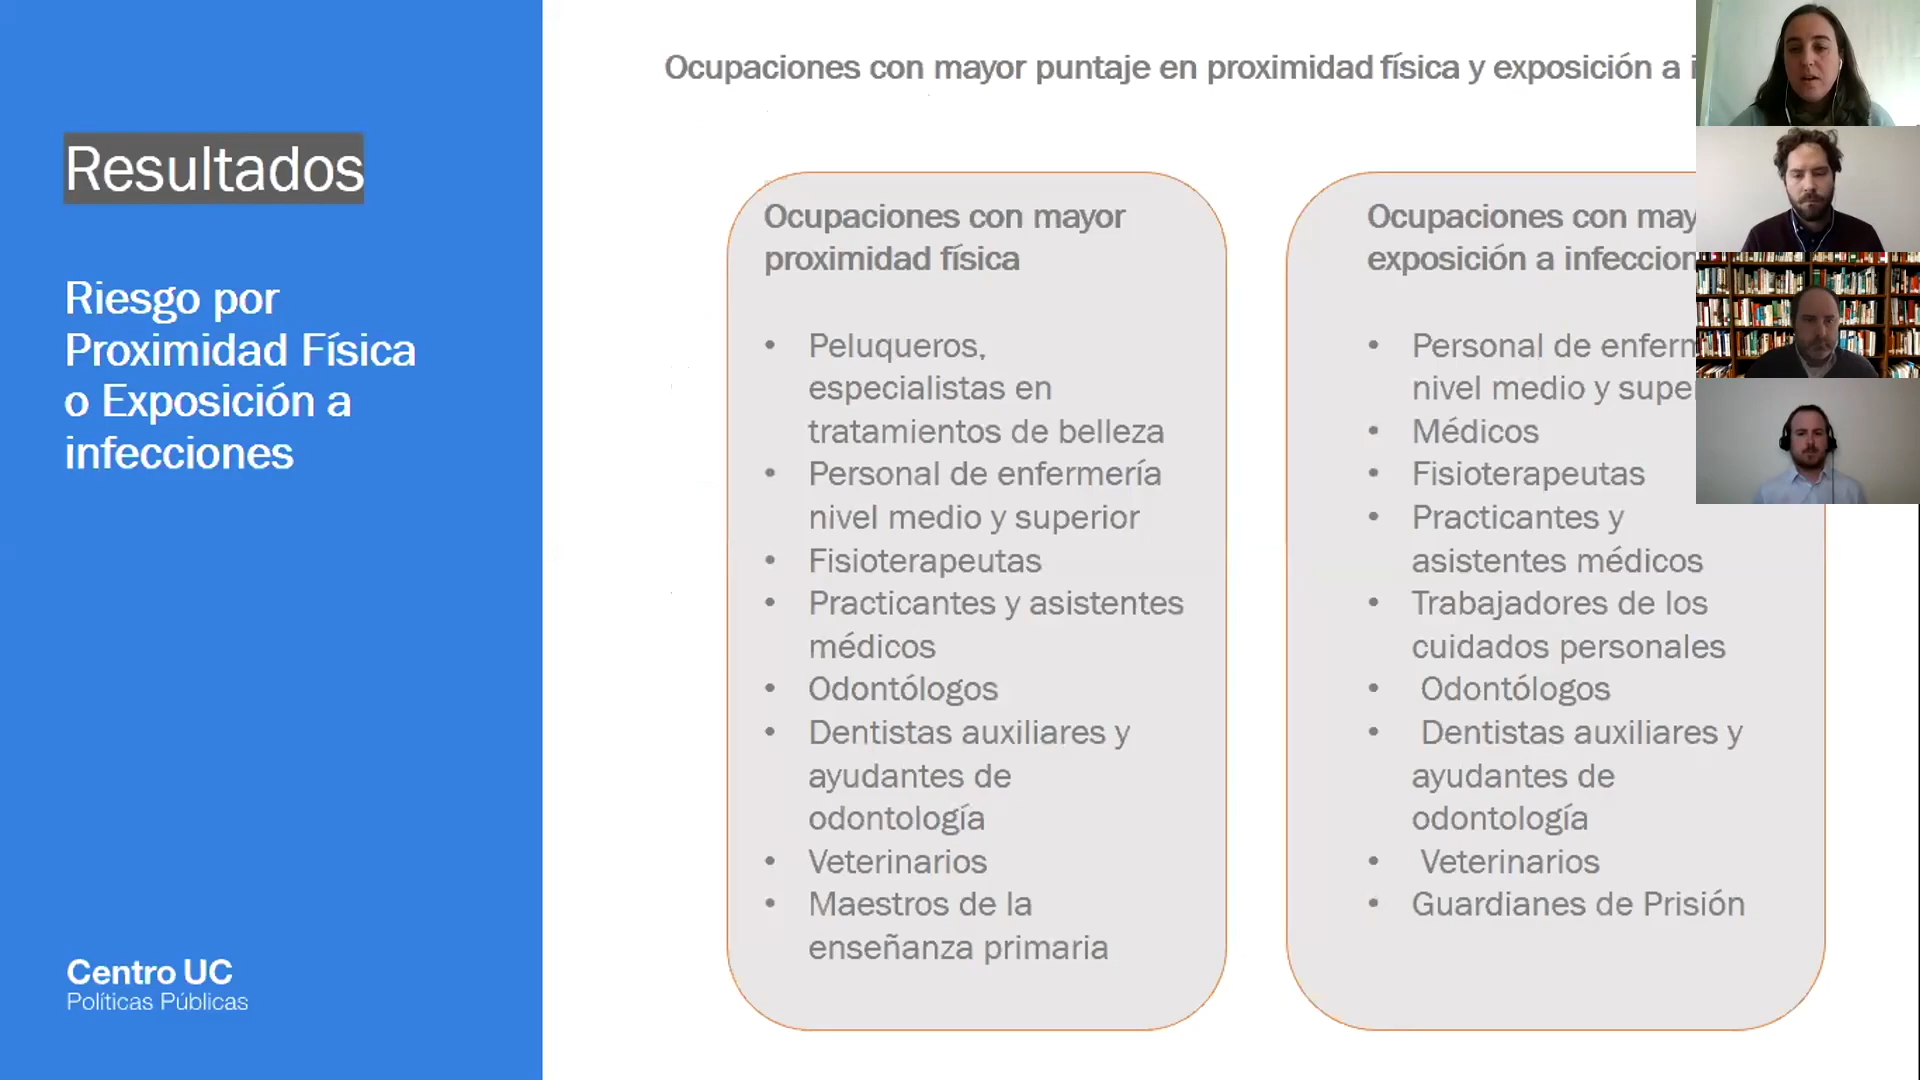 Resultados
Riesgo por
Proximidad Física
o Exposición a
infecciones
Centro UC
Políticas Públicas
Ocupaciones con mayor puntaje en proximidad física y exposición a
Ocupaciones con mayor
proximidad física
• Peluqueros,
especialistas en
tratamientos de belleza
• Personal de enfermería
nivel medio y superior
• Fisioterapeutas
• Practicantes y asistentes
médicos
• Odontólogos
• Dentistas auxiliares y
ayudantes de
odontología
• Veterinarios
• Maestros de la
enseñanza primaria
Ocupaciones con
exposición a
• Personal de
nivel medio y
• Médicos
• Fisioterapeutas
• Practicantes y
asistentes médicos
• Trabajadores de los
cuidados personales
• Odontólogos
• Dentistas auxiliares y
ayudantes de
odontología
• Veterinarios
• Guardianes de Prisión